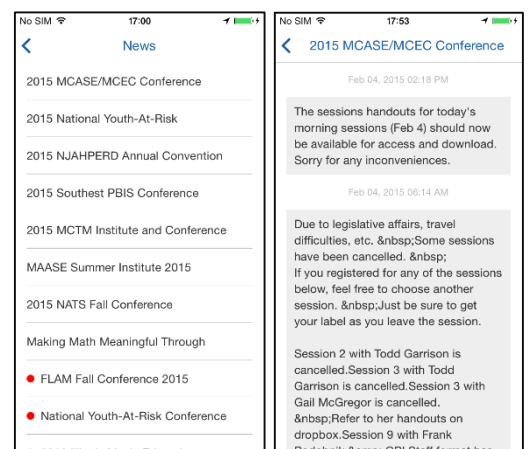 No SIM 17:00
News
2015 MCASE/MCEC Conference
2015 National Youth-At-Risk
2015 NJAHPERD Annual Convention
2015 Southest PBIS Conference
2015 MCTM Institute and Conference
MAASE Summer Institute 2015
2015 NATS Fall Conference
Making Math Meaningful Through
FLAM Fall Conference 2015
National Youth-At-Risk Conference
No SIM 17:53
2015 MCASE/MCEC Conference
Feb 04, 2015 02:18 PM
The sessions handouts for today's
morning sessions (Feb 4) should now
be available for access and download.
Sorry for any inconveniences.
Feb 04, 2015 06:14 AM
Due to legislative affairs, travel
difficulties, etc. &nbsp;Some sessions
have been cancelled. &nbsp;
If you registered for any of the sessions
below, feel free to choose another
session. &nbsp;Just be sure to get
your label as you leave the session.
Session 2 with Todd Garrison is
cancelled.Session 3 with Todd
Garrison is cancelled.Session 3 with
Gail McGregor is cancelled.
&nbsp;Refer to her handouts on
dropbox.Session 9 with Frank